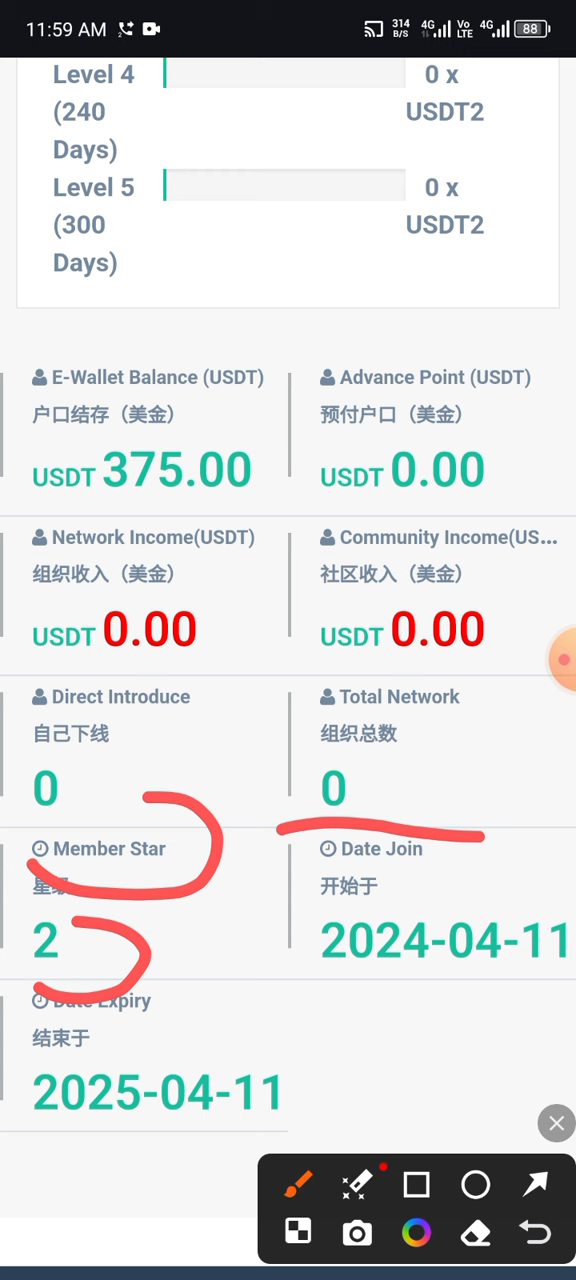 11:59 AM
314 B/S 4G Vo LTE 4G 88
Level 4 (240 Days)
0 x USDT2
Level 5 (300 Days)
0 x USDT2
E-Wallet Balance (USDT)
户口结存（美金）
USDT 375.00
Advance Point (USDT)
预付户口（美金）
USDT 0.00
Network Income(USDT)
组织收入（美金）
USDT 0.00
Community Income(US...
社区收入（美金）
USDT 0.00
Direct Introduce
自己下线
0
Total Network
组织总数
0
Member Star
星级
2
Date Join
开始于
2024-04-11
Date Expiry
结束于
2025-04-11